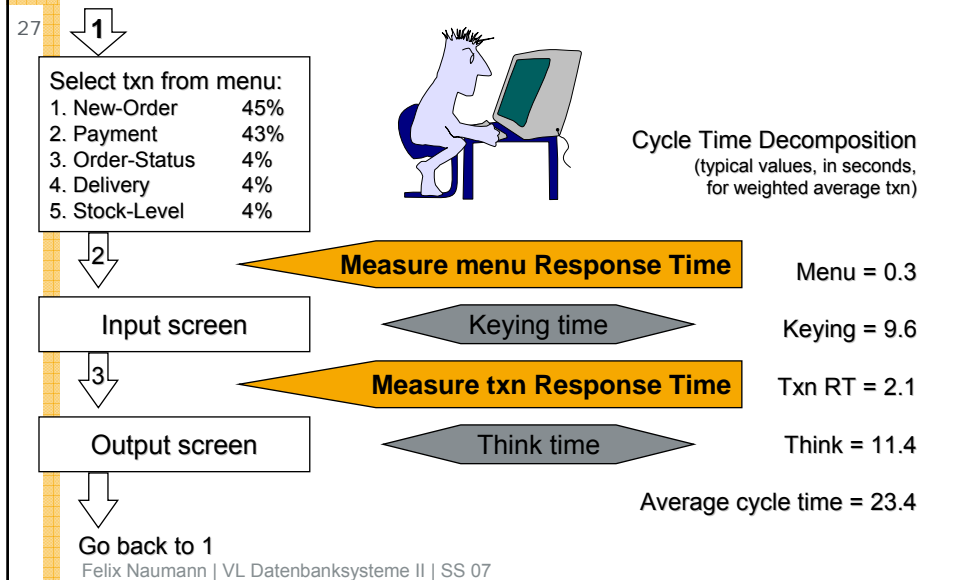 27
1
Select txn from menu:
1. New-Order 45%
2. Payment 43%
3. Order-Status 4%
4. Delivery 4%
5. Stock-Level 4%
Cycle Time Decomposition
(typical values, in seconds,
for weighted average txn)
2
Measure menu Response Time
Menu = 0.3
Input screen
Keying time
Keying = 9.6
3
Measure txn Response Time
Txn RT = 2.1
Output screen
Think time
Think = 11.4
Average cycle time = 23.4
Go back to 1
Felix Naumann | VL Datenbanksysteme II | SS 07